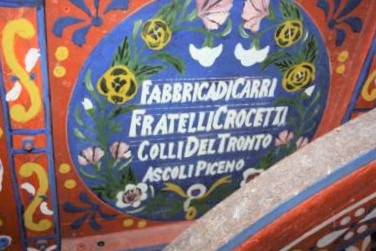 FABBRICA DI CARRI
FRATELLI CROCETTI
COLLI DEL TRONTO
ASCOLI PICENO